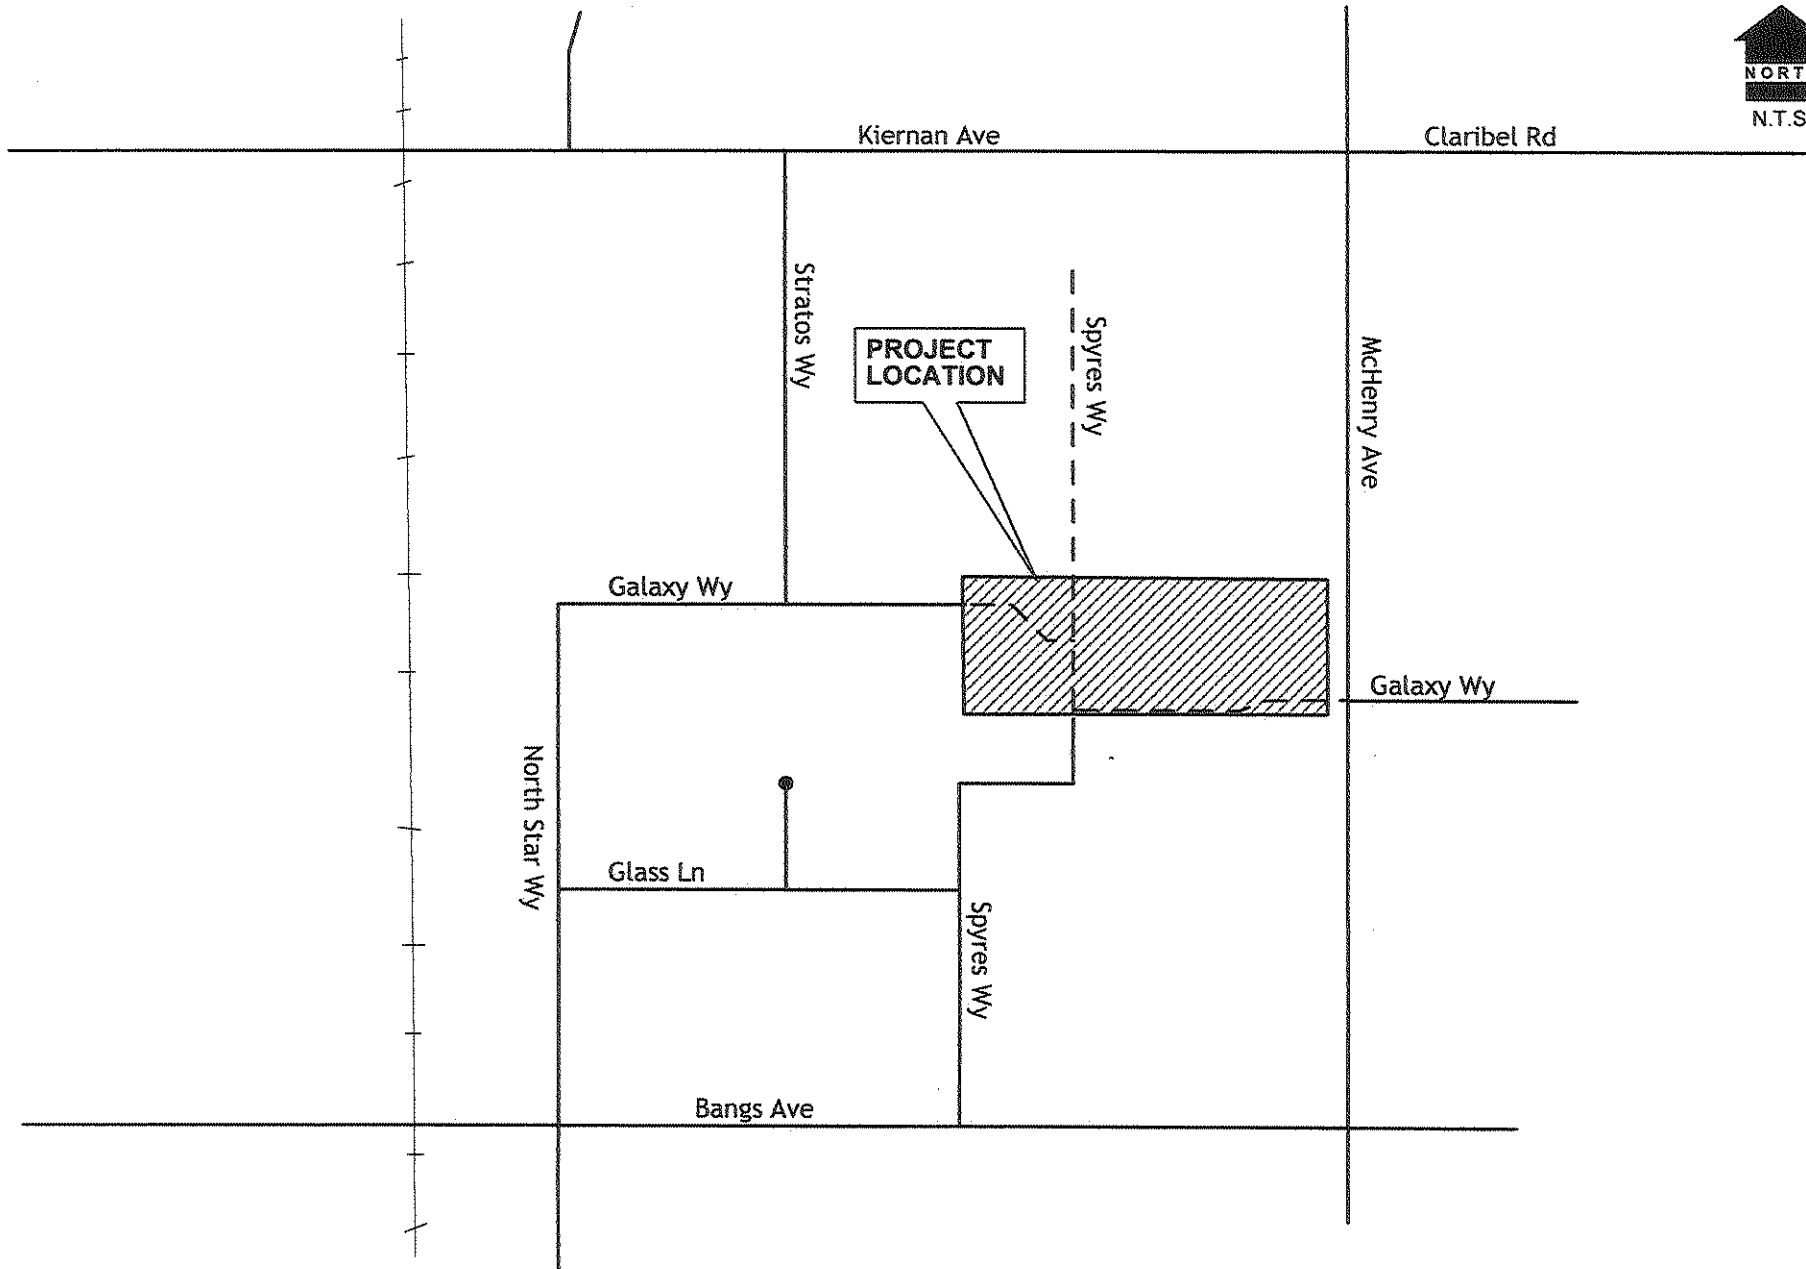 NORT
N.T.S
Kiernan Ave
Claribel Rd
Stratos Wy
Spyres Wy
McHenry Ave
PROJECT
LOCATION
Galaxy Wy
Galaxy Wy
North Star Wy
Glass Ln
Spyres Wy
Bangs Ave